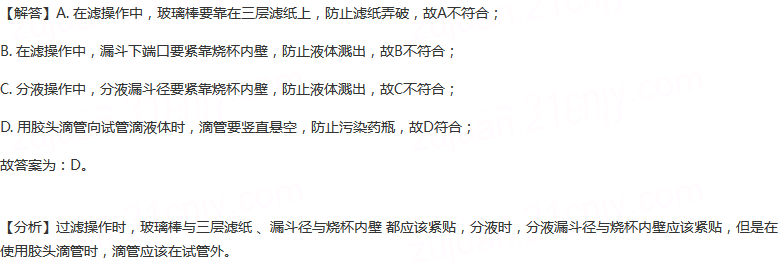 【解答】A. 在滤操作中，玻璃棒要靠在三层滤纸上，防止滤纸弄破，故A不符合；
B. 在滤操作中，漏斗下端口要紧靠烧杯内壁，防止液体溅出，故B不符合；
C. 分液操作中，分液漏斗径要紧靠烧杯内壁，防止液体溅出，故C不符合；
D. 用胶头滴管向试管滴液体时，滴管要竖直悬空，防止污染药瓶，故D符合；
故答案为：D。
【分析】过滤操作时，玻璃棒与三层滤纸 、漏斗径与烧杯内壁 都应该紧贴，分液时，分液漏斗径与烧杯内壁应该紧贴，但是在
使用胶头滴管时，滴管应该在试管外。